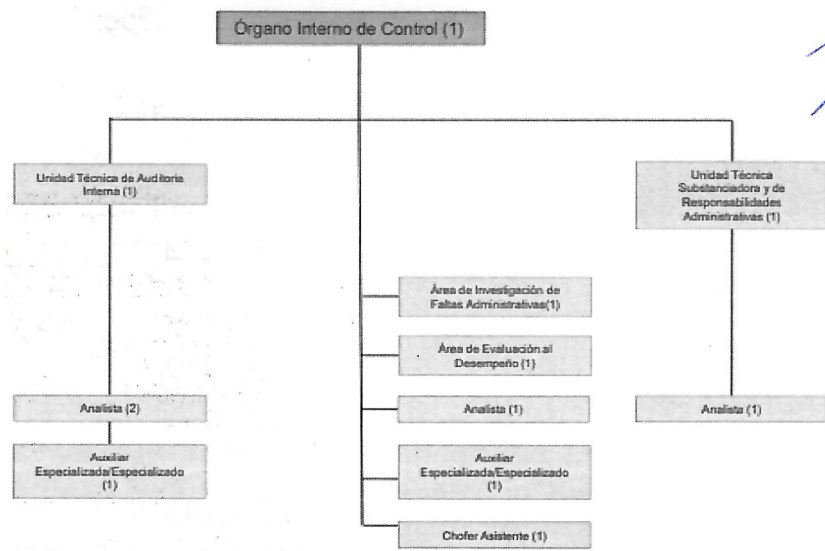 Órgano Interno de Control (1)
Unidad Técnica de Auditoria
Interna (1)
Unidad Técnica
Substanciadora y de
Responsabilidades
Administrativas (1)
Área de Investigación de
Faltas Administrativas(1)
Área de Evaluación al
Desempeño (1)
Analista (2)
Analista (1)
Analista (1)
Auxiliar
Especializada/Especializado
(1)
Auxiliar
Especializada/Especializado
(1)
Chofer Asistente (1)